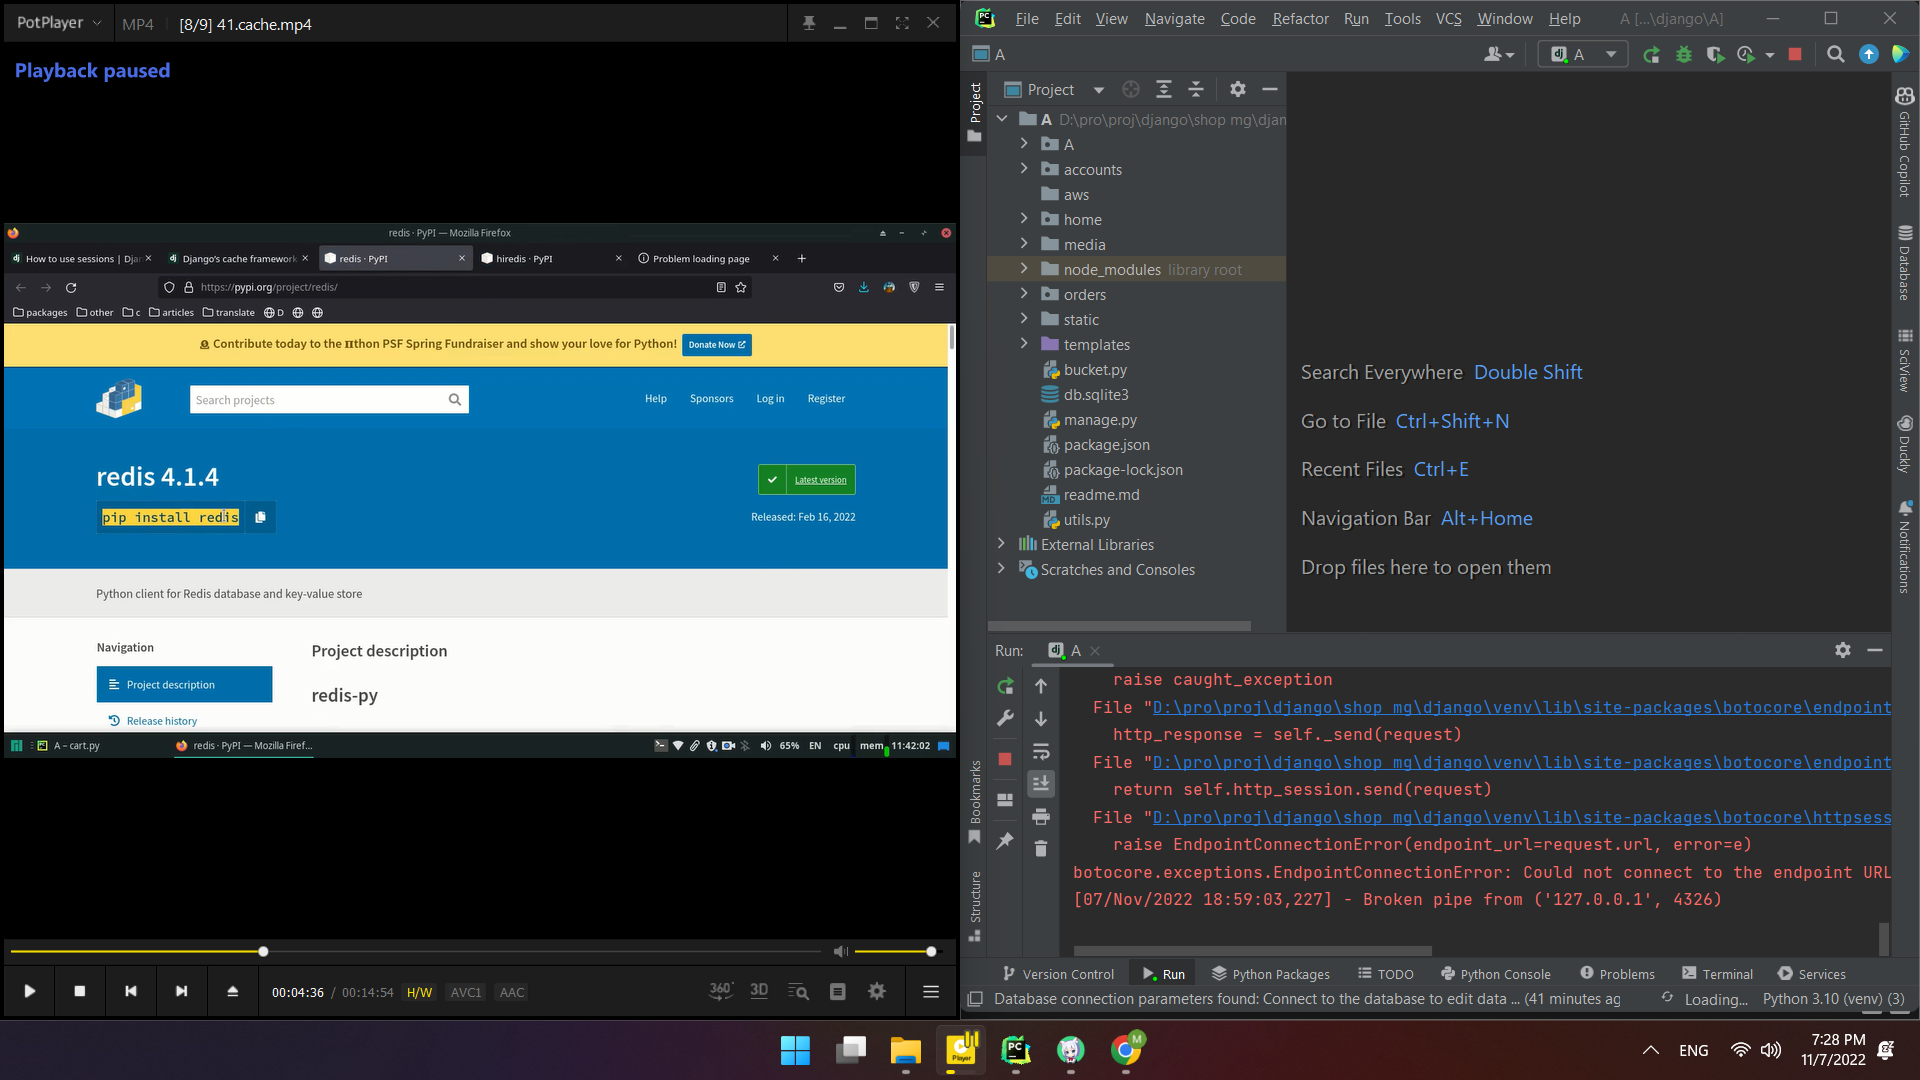 PotPlayer
MP4
[8/9] 41.cache.mp4
Playback paused
redis · PyPI — Mozilla Firefox
How to use sessions | Djan
Django's cache framework
redis · PyPI
hiredis · PyPI
Problem loading page
https://pypi.org/project/redis/
packages
other
c
articles
translate
D
Contribute today to the πthon PSF Spring Fundraiser and show your love for Python!
Donate Now
Search projects
Help
Sponsors
Log in
Register
redis 4.1.4
Latest version
pip install redis
Released: Feb 16, 2022
Python client for Redis database and key-value store
Navigation
Project description
Project description
redis-py
Release history
A – cart.py
redis · PyPI — Mozilla Firef...
65%
EN
cpu
mem
11:42:02
00:04:36 / 00:14:54
H/W
AVC1
AAC
360°
3D
PC
File
Edit
View
Navigate
Code
Refactor
Run
Tools
VCS
Window
Help
A [...\django\A]
A
dj A
Project
Project
A D:\pro\proj\django\shop mg\djan
A
accounts
aws
home
media
node_modules library root
orders
static
templates
bucket.py
db.sqlite3
manage.py
package.json
package-lock.json
readme.md
utils.py
External Libraries
Scratches and Consoles
Search Everywhere Double Shift
Go to File Ctrl+Shift+N
Recent Files Ctrl+E
Navigation Bar Alt+Home
Drop files here to open them
GitHub Copilot
Database
SciView
Duckly
Notifications
Run:
dj A
raise caught_exception
File "D:\pro\proj\django\shop mg\django\venv\lib\site-packages\botocore\endpoint
http_response = self._send(request)
File "D:\pro\proj\django\shop mg\django\venv\lib\site-packages\botocore\endpoint
return self.http_session.send(request)
File "D:\pro\proj\django\shop mg\django\venv\lib\site-packages\botocore\httpsess
raise EndpointConnectionError(endpoint_url=request.url, error=e)
botocore.exceptions.EndpointConnectionError: Could not connect to the endpoint URL
[07/Nov/2022 18:59:03,227] - Broken pipe from ('127.0.0.1', 4326)
Bookmarks
Structure
Version Control
Run
Python Packages
TODO
Python Console
Problems
Terminal
Services
Database connection parameters found: Connect to the database to edit data ... (41 minutes ag
Loading...
Python 3.10 (venv) (3)
Player
PC
M
ENG
7:28 PM
11/7/2022